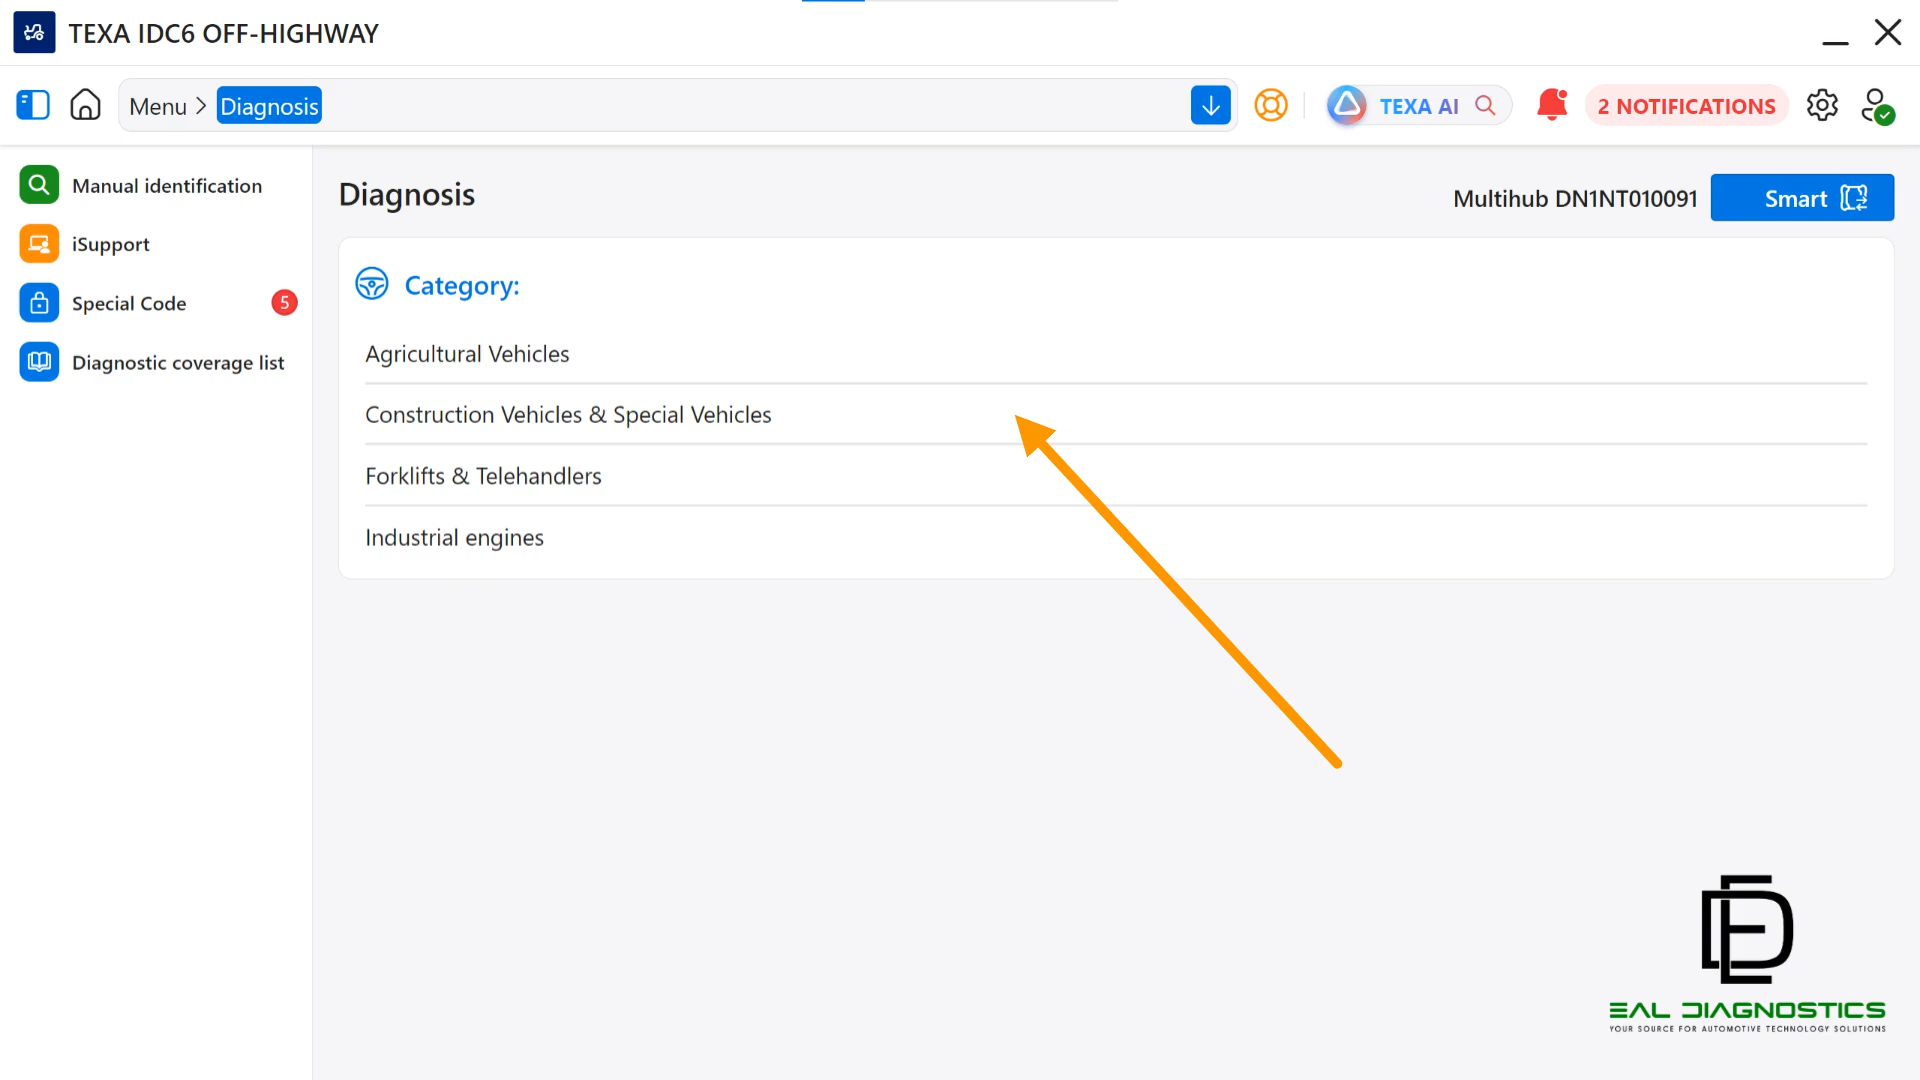 TEXA IDC6 OFF-HIGHWAY
Menu > Diagnosis
TEXA AI
2 NOTIFICATIONS
Manual identification
iSupport
Special Code 5
Diagnostic coverage list
Diagnosis
Multihub DN1NT010091
Smart
Category:
Agricultural Vehicles
Construction Vehicles & Special Vehicles
Forklifts & Telehandlers
Industrial engines
EAL DIAGNOSTICS
YOUR SOURCE FOR AUTOMOTIVE TECHNOLOGY SOLUTIONS